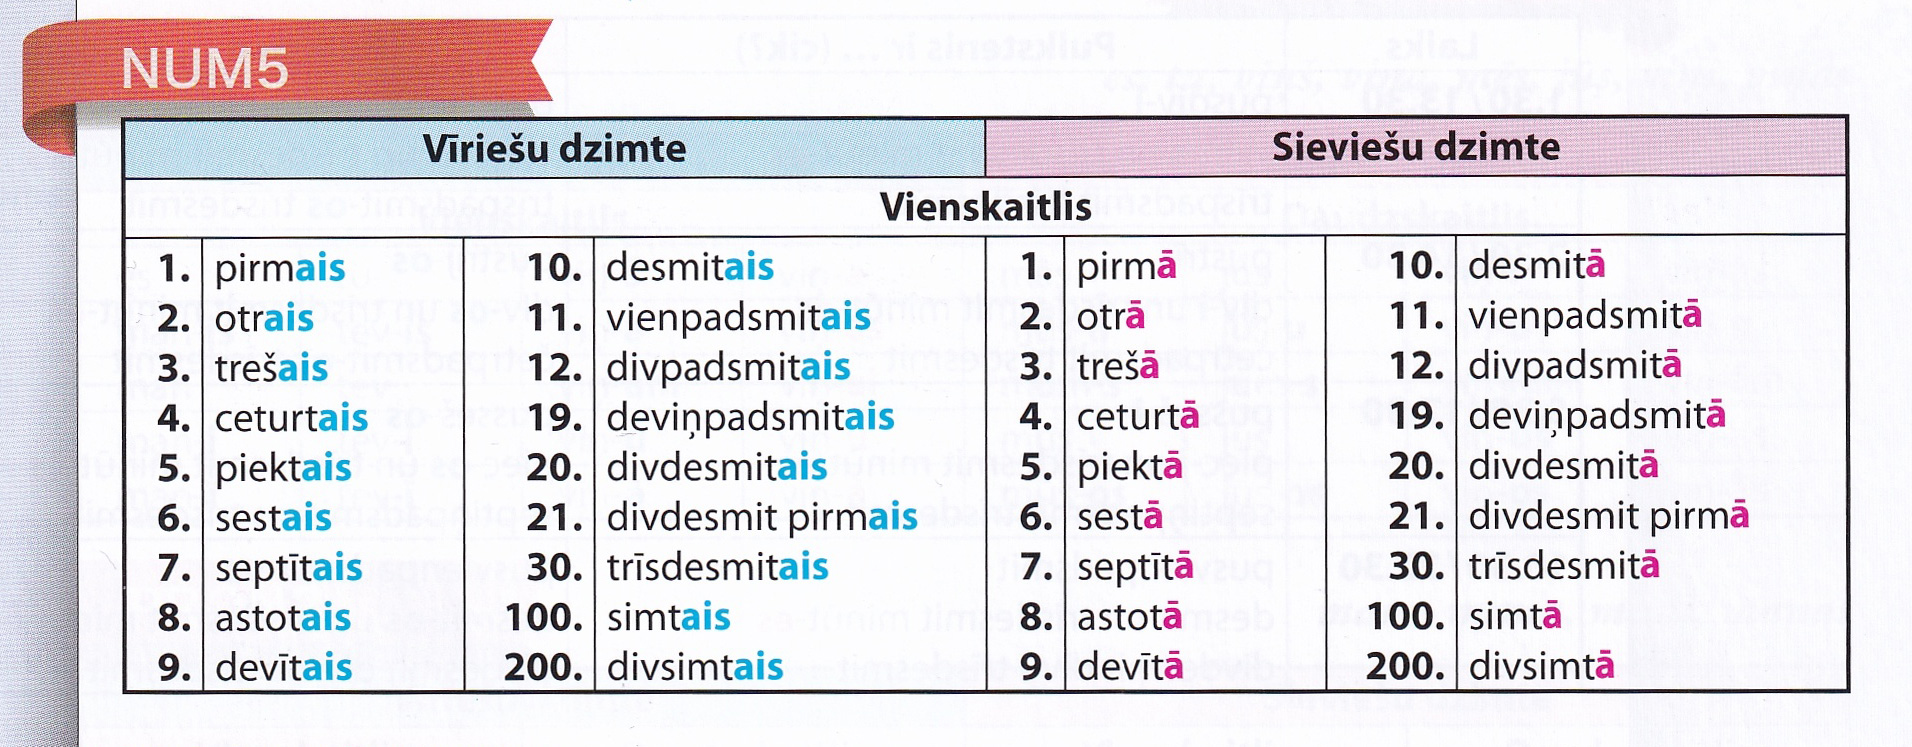 NUM5
Vīriešu dzimte Sieviešu dzimte
Vienskaitlis
1. pirmais 10. desmitais 1. pirmā 10. desmitā
2. otrais 11. vienpadsmitais 2. otrā 11. vienpadsmitā
3. trešais 12. divpadsmitais 3. trešā 12. divpadsmitā
4. ceturtais 19. deviņpadsmitais 4. ceturtā 19. deviņpadsmitā
5. piektais 20. divdesmitais 5. piektā 20. divdesmitā
6. sestais 21. divdesmit pirmais 6. sestā 21. divdesmit pirmā
7. septītais 30. trīsdesmitais 7. septītā 30. trīsdesmitā
8. astotais 100. simtais 8. astotā 100. simtā
9. devītais 200. divsimtais 9. devītā 200. divsimtā